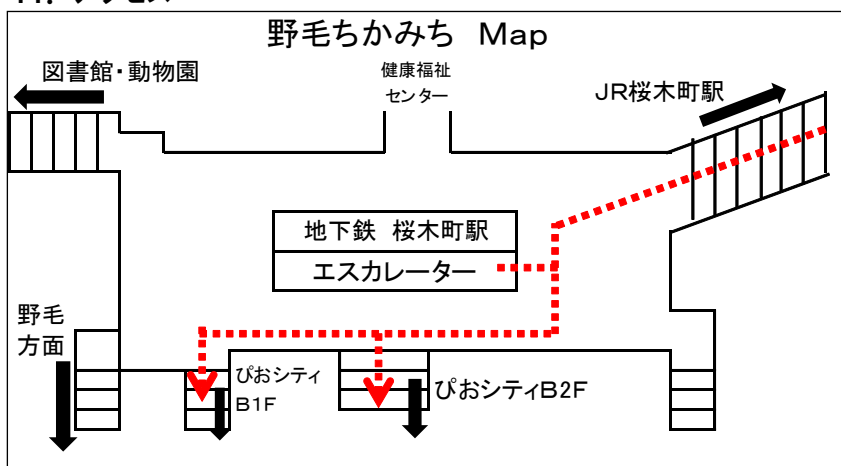 野毛ちかみち Map
図書館・動物園
健康福祉
センター
JR桜木町駅
地下鉄 桜木町駅
エスカレーター
野毛
方面
ぴおシティ
B1F
ぴおシティB2F